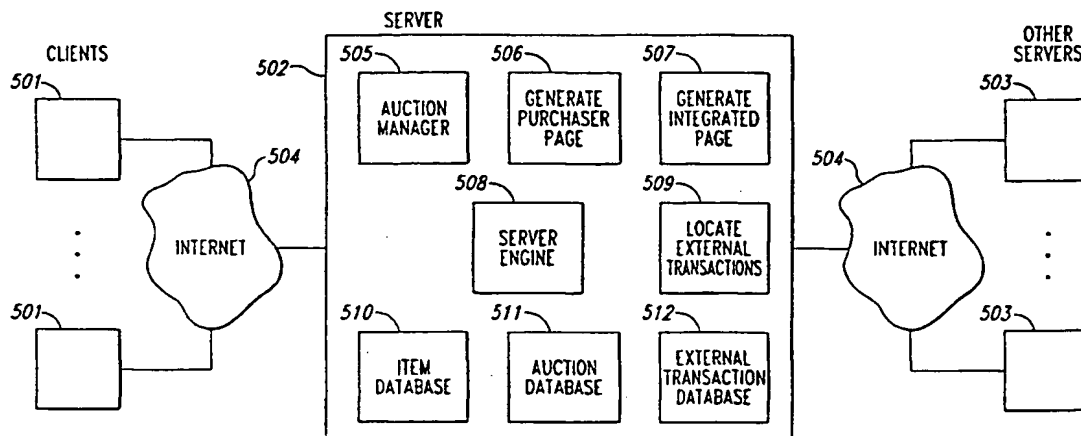 SERVER
CLIENTS
OTHER
SERVERS
501
502
505
506
507
503
AUCTION
MANAGER
GENERATE
PURCHASER
PAGE
GENERATE
INTEGRATED
PAGE
504
504
508
509
INTERNET
SERVER
ENGINE
LOCATE
EXTERNAL
TRANSACTIONS
INTERNET
501
510
511
512
503
ITEM
DATABASE
AUCTION
DATABASE
EXTERNAL
TRANSACTION
DATABASE